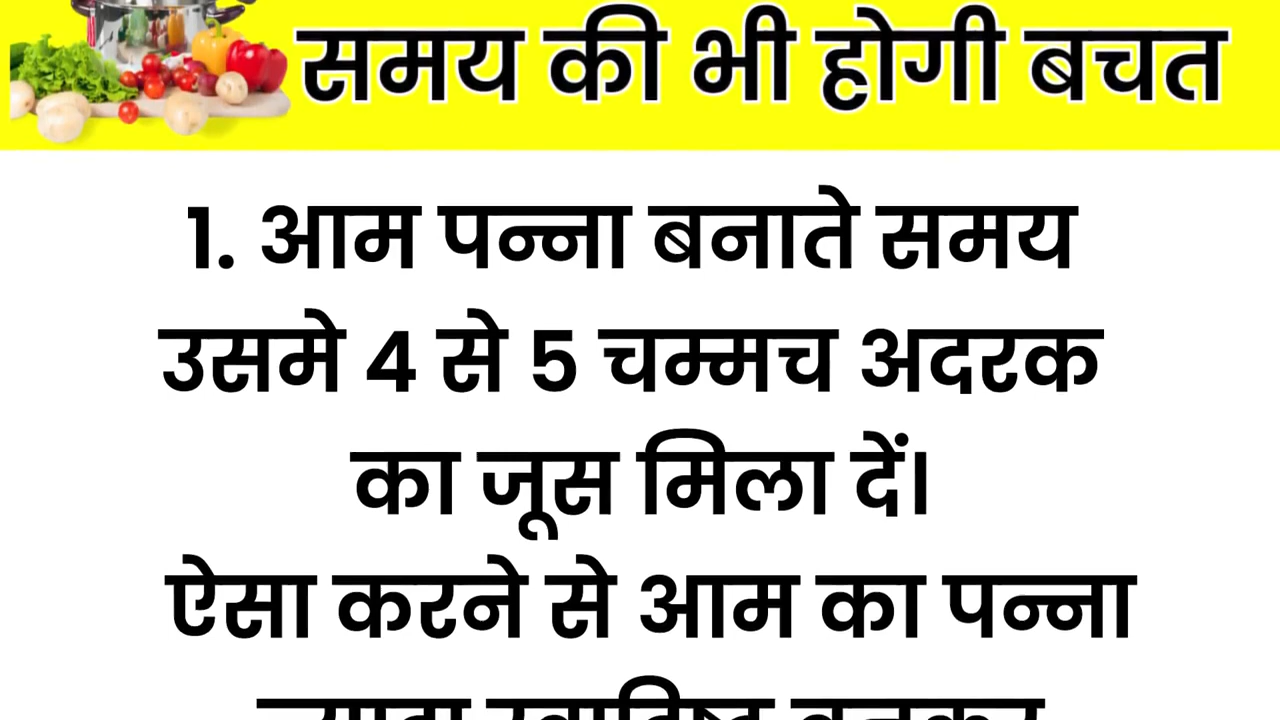 समय की भी होगी बचत
1. आम पन्ना बनाते समय
उसमे 4 से 5 चम्मच अदरक
का जूस मिला दें।
ऐसा करने से आम का पन्ना